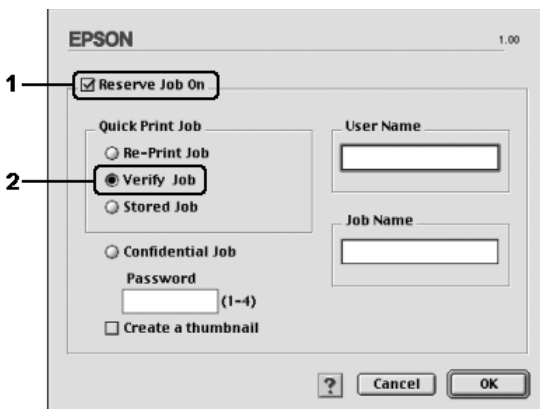 EPSON
1.00
1
Reserve Job On
Quick Print Job
Re-Print Job
2
Verify Job
Stored Job
Confidential Job
Password
(1-4)
Create a thumbnail
User Name
Job Name
?
Cancel
OK